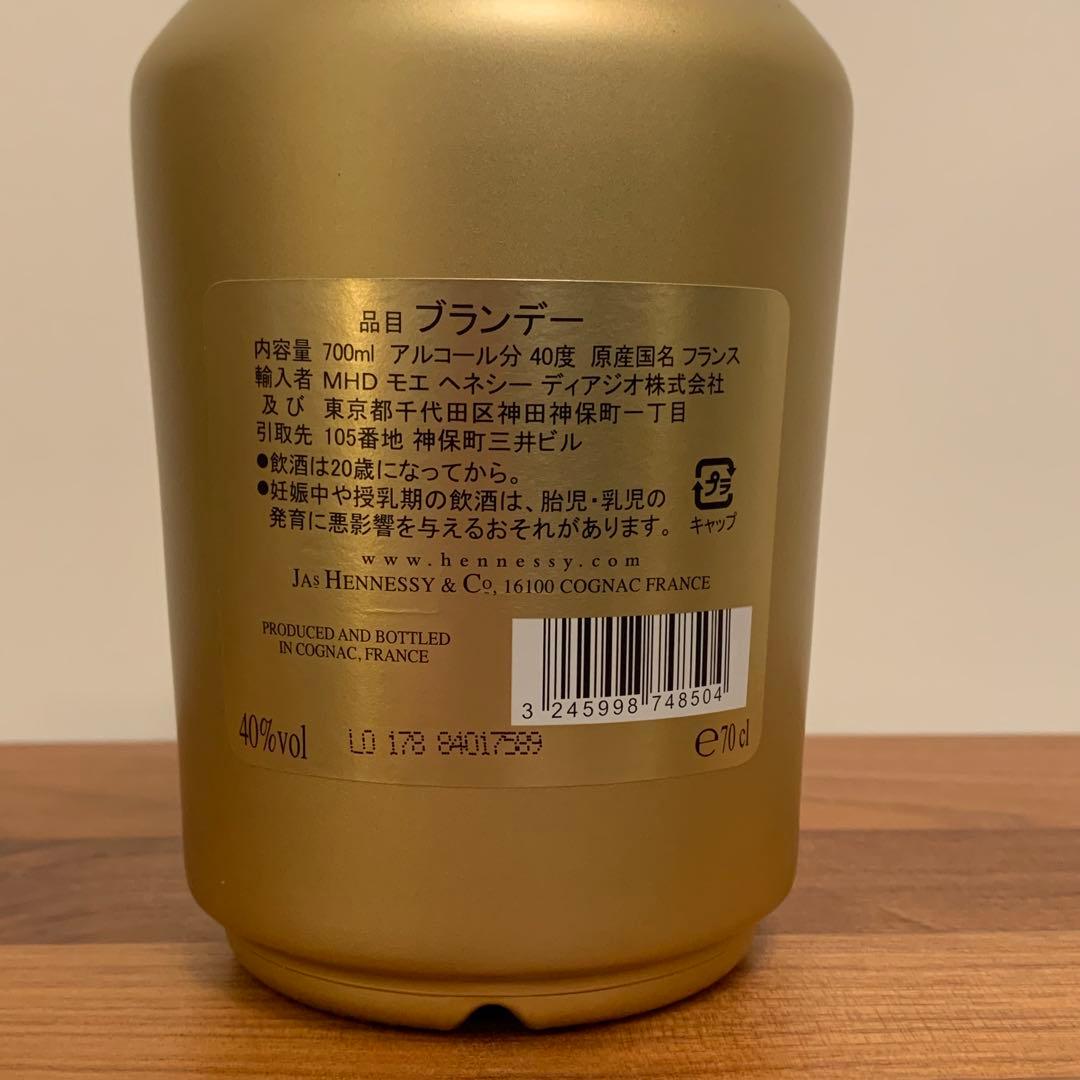 品目 ブランデー
内容量 700ml アルコール分 40度 原産国名 フランス
輸入者 MHD モエ ヘネシー ディアジオ株式会社
及び 東京都千代田区神田神保町一丁目
引取先 105番地 神保町三井ビル
●飲酒は20歳になってから。
●妊娠中や授乳期の飲酒は、胎児・乳児の
発育に悪影響を与えるおそれがあります。
プラ
キャップ
www.hennessy.com
JAS HENNESSY & Co, 16100 COGNAC FRANCE
PRODUCED AND BOTTLED
IN COGNAC, FRANCE
3 245998 748504
40%vol LO 178 84017589 e70 cl